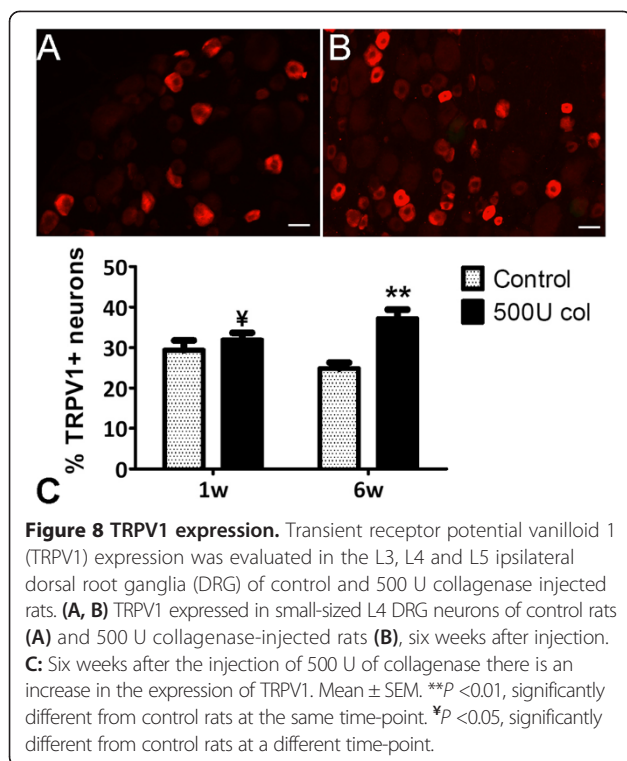 A
B
50
40
30
20
10
0
% TRPV1+ neurons
¥
**
Control
500U col
1w
6w
C
Figure 8 TRPV1 expression. Transient receptor potential vanilloid 1
(TRPV1) expression was evaluated in the L3, L4 and L5 ipsilateral
dorsal root ganglia (DRG) of control and 500 U collagenase injected
rats. (A, B) TRPV1 expressed in small-sized L4 DRG neurons of control rats
(A) and 500 U collagenase-injected rats (B), six weeks after injection.
C: Six weeks after the injection of 500 U of collagenase there is an
increase in the expression of TRPV1. Mean ± SEM. **P <0.01, significantly
different from control rats at the same time-point. ¥P <0.05, significantly
different from control rats at a different time-point.